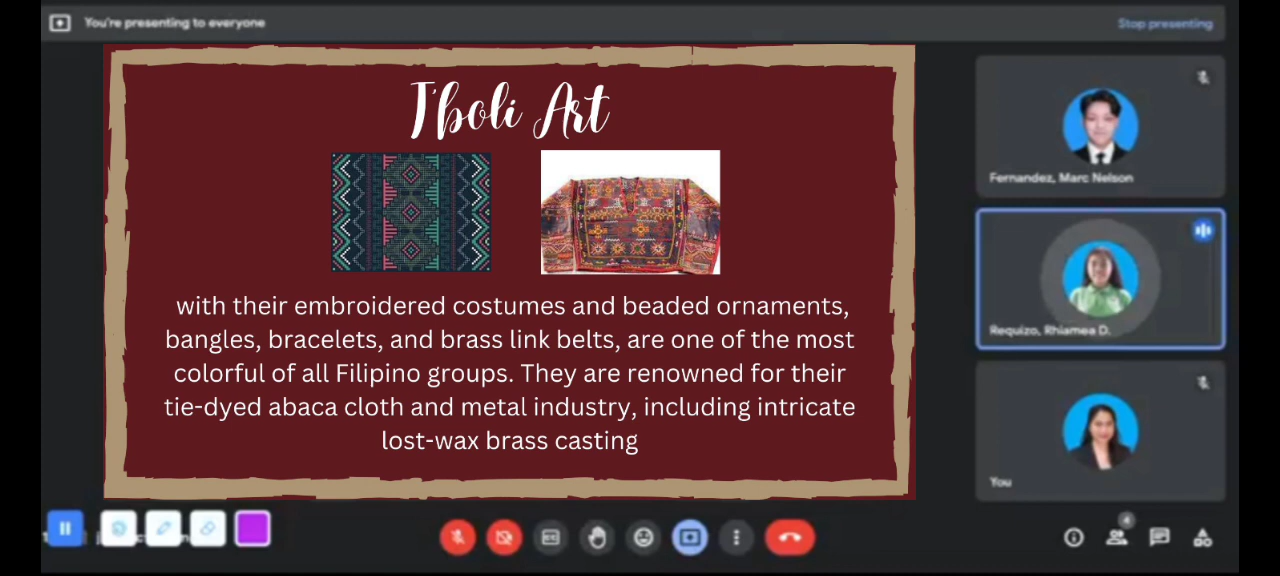 You're presenting to everyone
Stop presenting
T'boli Art
with their embroidered costumes and beaded ornaments,
bangles, bracelets, and brass link belts, are one of the most
colorful of all Filipino groups. They are renowned for their
tie-dyed abaca cloth and metal industry, including intricate
lost-wax brass casting
Fernandez, Marc Nelson
Requizo, Rhiamea D.
You